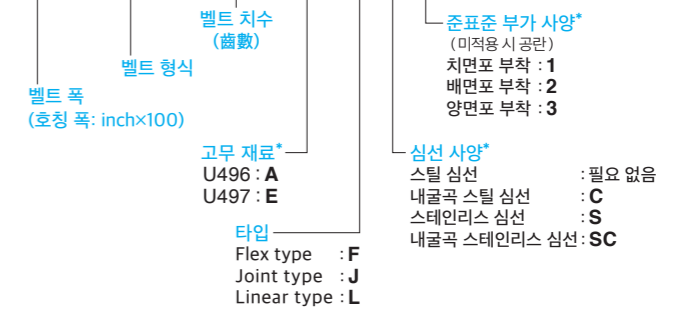 벨트 치수
(齒數)
벨트 형식
벨트 폭
(호칭 폭: inch×100)
준표준 부가 사양*
(미적용 시 공란)
치면포 부착 : 1
배면포 부착 : 2
양면포 부착 : 3
고무 재료*
U496 : A
U497 : E
심선 사양*
스틸 심선 : 필요 없음
내굴곡 스틸 심선 : C
스테인리스 심선 : S
내굴곡 스테인리스 심선 : SC
타입
Flex type : F
Joint type : J
Linear type : L